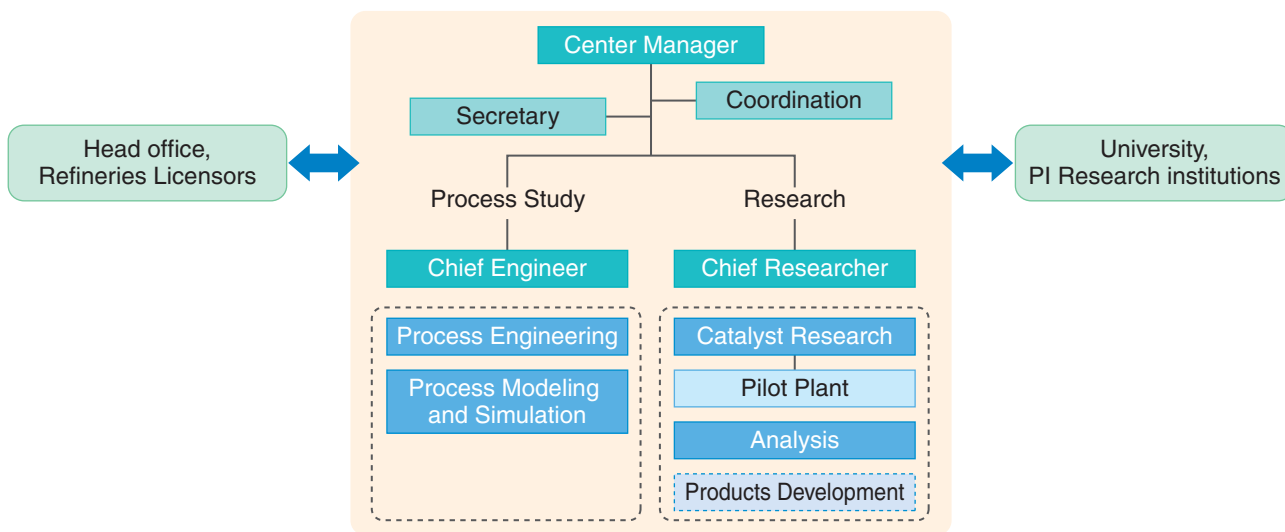 Center Manager
Coordination
Secretary
Head office,
Refineries Licensors
University,
PI Research institutions
Process Study
Research
Chief Engineer
Chief Researcher
Process Engineering
Process Modeling
and Simulation
Catalyst Research
Pilot Plant
Analysis
Products Development